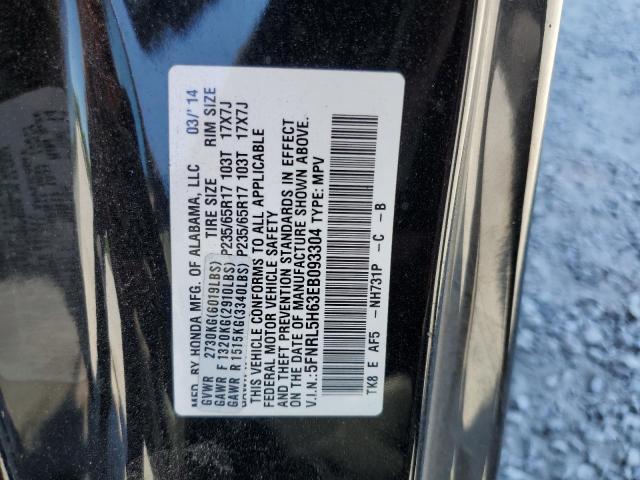 MFD. BY HONDA MFG. OF ALABAMA, LLC 03/'14
GVWR 2730KG(6019LBS) TIRE SIZE RIM SIZE
GAWR F 1320KG(2910LBS) P235/65R17 103T 17X7J
GAWR R 1515KG(3340LBS) P235/65R17 103T 17X7J
THIS VEHICLE CONFORMS TO ALL APPLICABLE
FEDERAL MOTOR VEHICLE SAFETY
AND THEFT PREVENTION STANDARDS IN EFFECT
ON THE DATE OF MANUFACTURE SHOWN ABOVE.
V.I.N.:5FNRL5H63EB093304 TYPE: MPV
TK8 E AF5 -NH731P -C -B